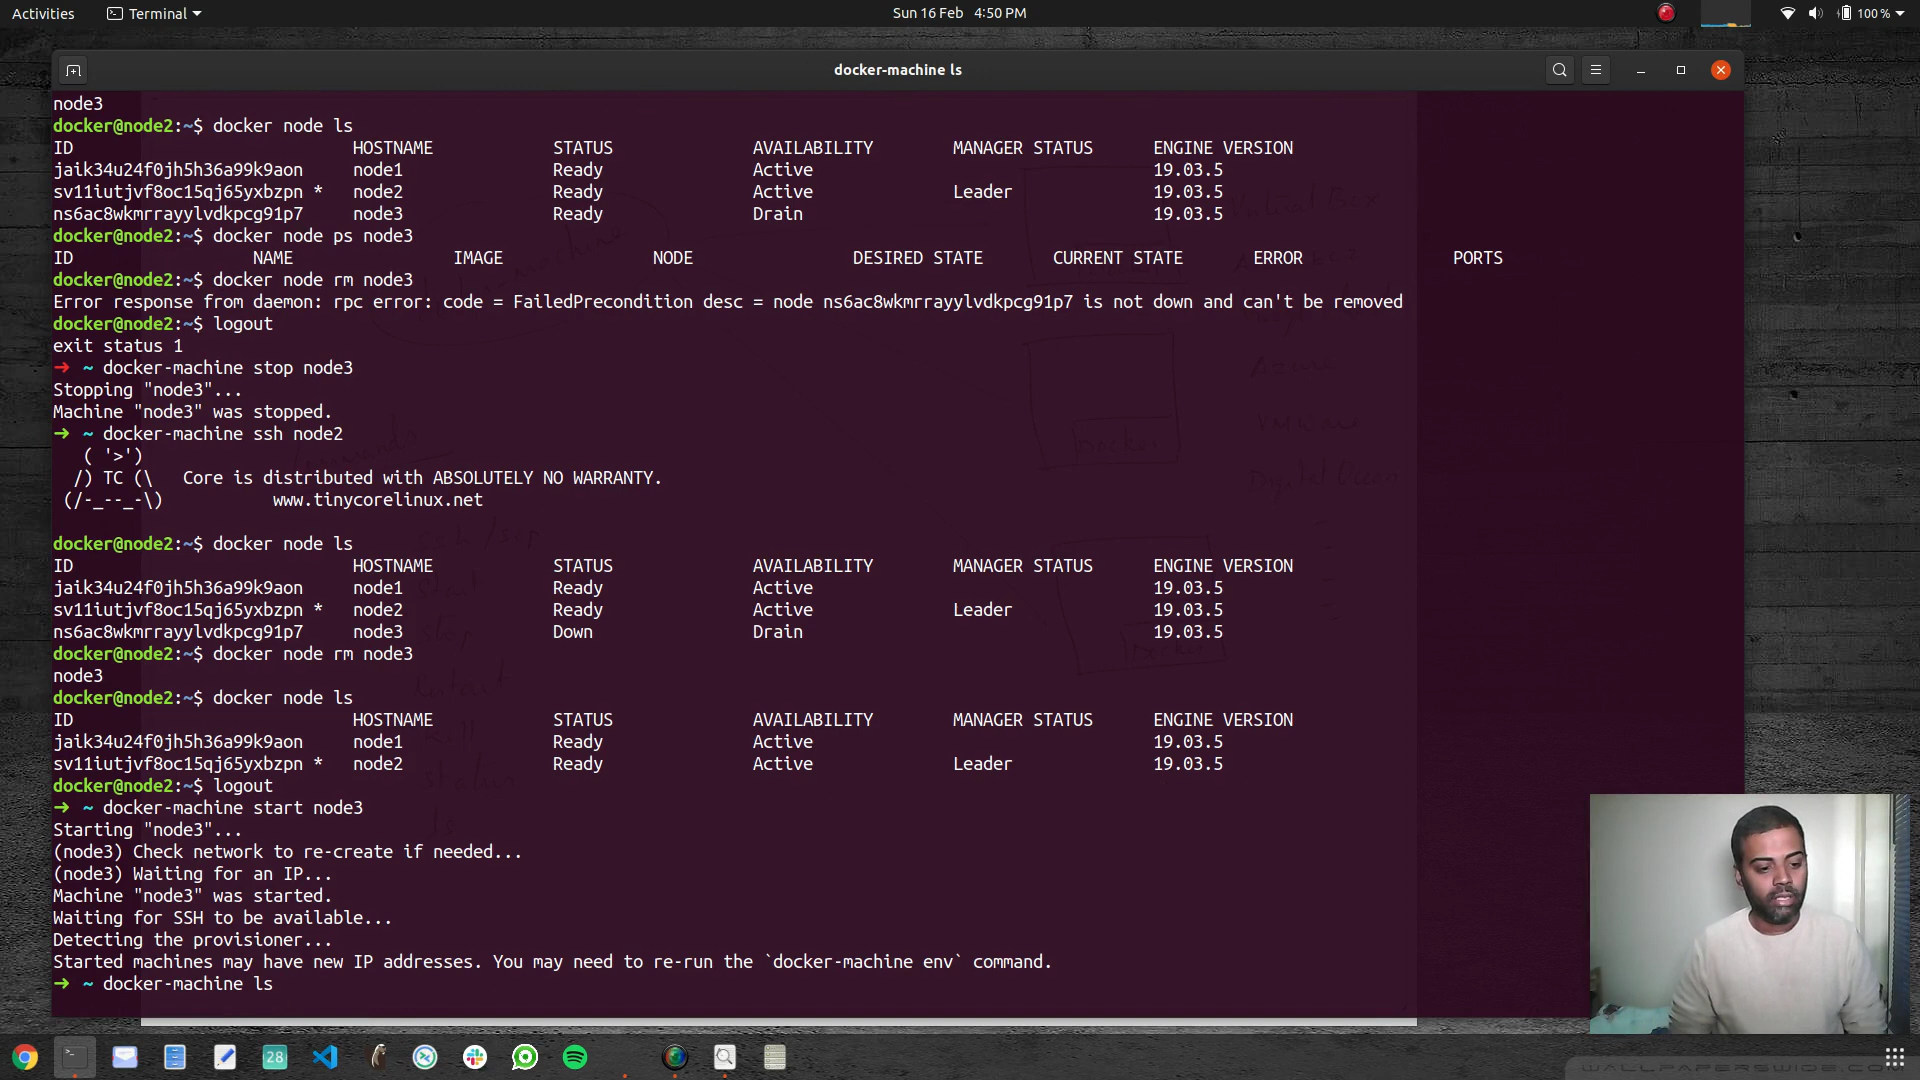 Activities Terminal Sun 16 Feb 4:50 PM 100 %
docker-machine ls
node3
docker@node2:~$ docker node ls
ID HOSTNAME STATUS AVAILABILITY MANAGER STATUS ENGINE VERSION
jaik34u24f0jh5h36a99k9aon node1 Ready Active 19.03.5
sv11iutjvf8oc15qj65yxbzpn * node2 Ready Active Leader 19.03.5
ns6ac8wkmrrayylvdkpcg91p7 node3 Ready Drain 19.03.5
docker@node2:~$ docker node ps node3
ID NAME IMAGE NODE DESIRED STATE CURRENT STATE ERROR PORTS
docker@node2:~$ docker node rm node3
Error response from daemon: rpc error: code = FailedPrecondition desc = node ns6ac8wkmrrayylvdkpcg91p7 is not down and can't be removed
docker@node2:~$ logout
exit status 1
➜ ~ docker-machine stop node3
Stopping "node3"...
Machine "node3" was stopped.
➜ ~ docker-machine ssh node2
( '>')
/) TC (\ Core is distributed with ABSOLUTELY NO WARRANTY.
(/-_--_-\) www.tinycorelinux.net
docker@node2:~$ docker node ls
ID HOSTNAME STATUS AVAILABILITY MANAGER STATUS ENGINE VERSION
jaik34u24f0jh5h36a99k9aon node1 Ready Active 19.03.5
sv11iutjvf8oc15qj65yxbzpn * node2 Ready Active Leader 19.03.5
ns6ac8wkmrrayylvdkpcg91p7 node3 Down Drain 19.03.5
docker@node2:~$ docker node rm node3
node3
docker@node2:~$ docker node ls
ID HOSTNAME STATUS AVAILABILITY MANAGER STATUS ENGINE VERSION
jaik34u24f0jh5h36a99k9aon node1 Ready Active 19.03.5
sv11iutjvf8oc15qj65yxbzpn * node2 Ready Active Leader 19.03.5
docker@node2:~$ logout
➜ ~ docker-machine start node3
Starting "node3"...
(node3) Check network to re-create if needed...
(node3) Waiting for an IP...
Machine "node3" was started.
Waiting for SSH to be available...
Detecting the provisioner...
Started machines may have new IP addresses. You may need to re-run the `docker-machine env` command.
➜ ~ docker-machine ls
28